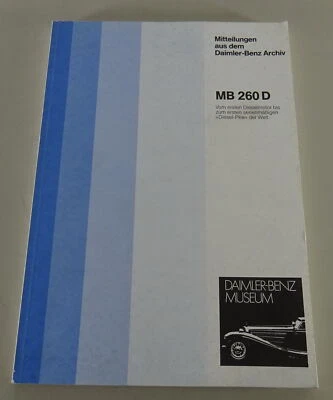 Mitteilungen
aus dem
Daimler-Benz Archiv
MB 260 D
Vom ersten Dieselmotor bis
zum ersten serienmäßigen
»Diesel-Pkw« der Welt
DAIMLER-BENZ
MUSEUM